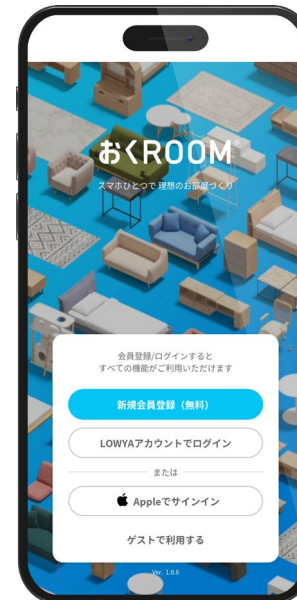 おくROOM
スマホひとつで 理想のお部屋づくり
会員登録/ログインすると
すべての機能がご利用いただけます
新規会員登録（無料）
LOWYAアカウントでログイン
または
Appleでサインイン
ゲストで利用する
Ver. 1.0.6